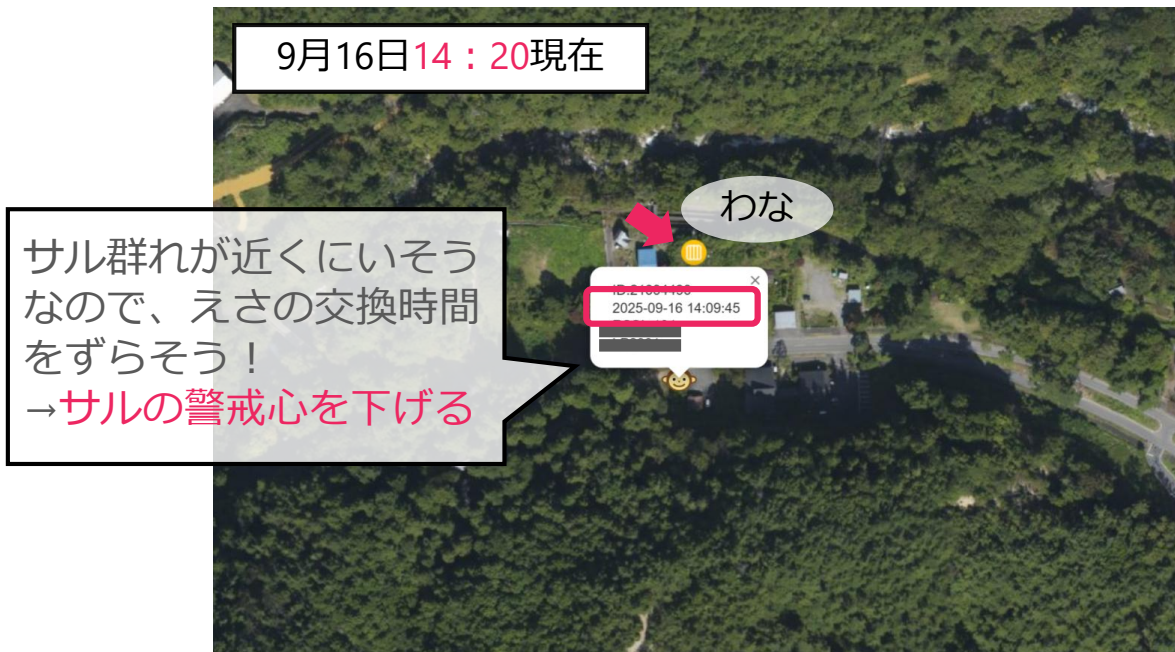 9月16日14：20現在
わな
サル群れが近くにいそう
なので、えさの交換時間
をずらそう！
→サルの警戒心を下げる
2025-09-16 14:09:45